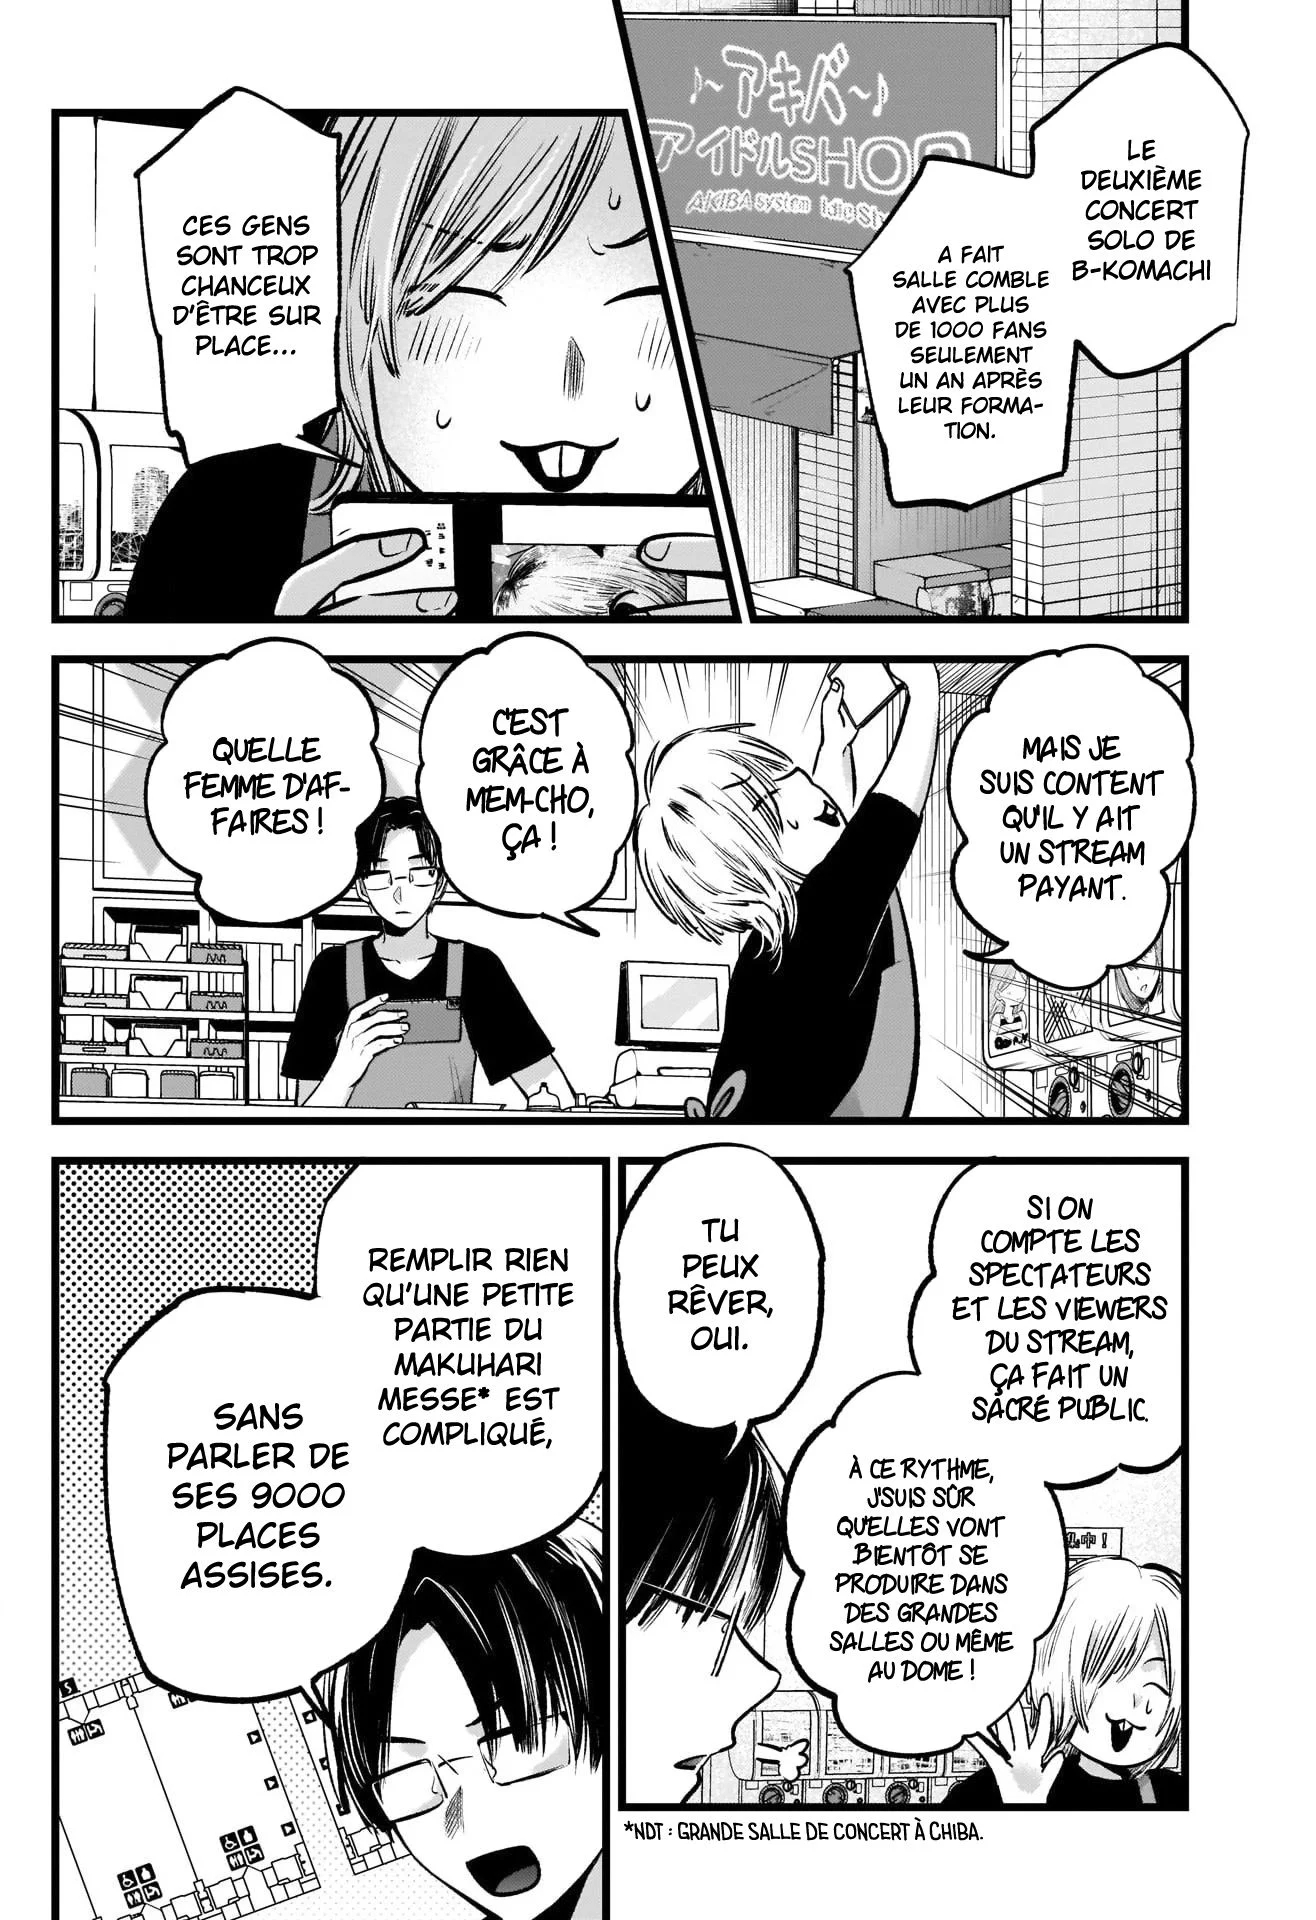 ♪~アキバ~♪
アイドルSHOP
LE
DEUXIÈME
CONCERT
SOLO DE
B-KOMACHI
A FAIT
SALLE COMBLE
AVEC PLUS
DE 1000 FANS
SEULEMENT
UN AN APRÈS
LEUR FORMA-
TION.
CES GENS
SONT TROP
CHANCEUX
D'ÊTRE SUR
PLACE...
MAIS JE
SUIS CONTENT
QU'IL Y AIT
UN STREAM
PAYANT.
C'EST
GRÂCE À
MEM-CHO,
ÇA !
QUELLE
FEMME D'AF-
FAIRES !
SI ON
COMPTE LES
SPECTATEURS
ET LES VIEWERS
DU STREAM,
ÇA FAIT UN
SACRÉ PUBLIC.
À CE RYTHME,
J'SUIS SÛR
QU'ELLES VONT
BIENTÔT SE
PRODUIRE DANS
DES GRANDES
SALLES OU MÊME
AU DOME !
TU
PEUX
RÊVER,
OUI.
REMPLIR RIEN
QU'UNE PETITE
PARTIE DU
MAKUHARI
MESSE* EST
COMPLIQUÉ,
SANS
PARLER DE
SES 9000
PLACES
ASSISES.
*NDT : GRANDE SALLE DE CONCERT À CHIBA.